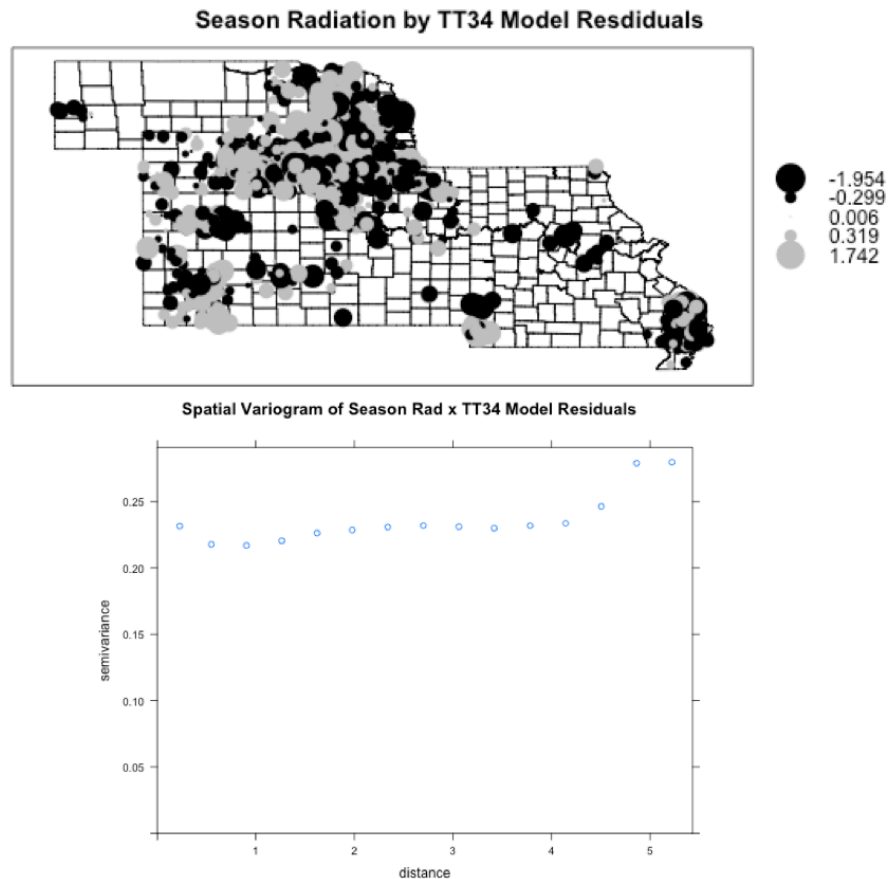 Season Radiation by TT34 Model Resdiduals
-1.954
-0.299
0.006
0.319
1.742
Spatial Variogram of Season Rad x TT34 Model Residuals
semivariance
0.25
0.20
0.15
0.10
0.05
1 2 3 4 5
distance